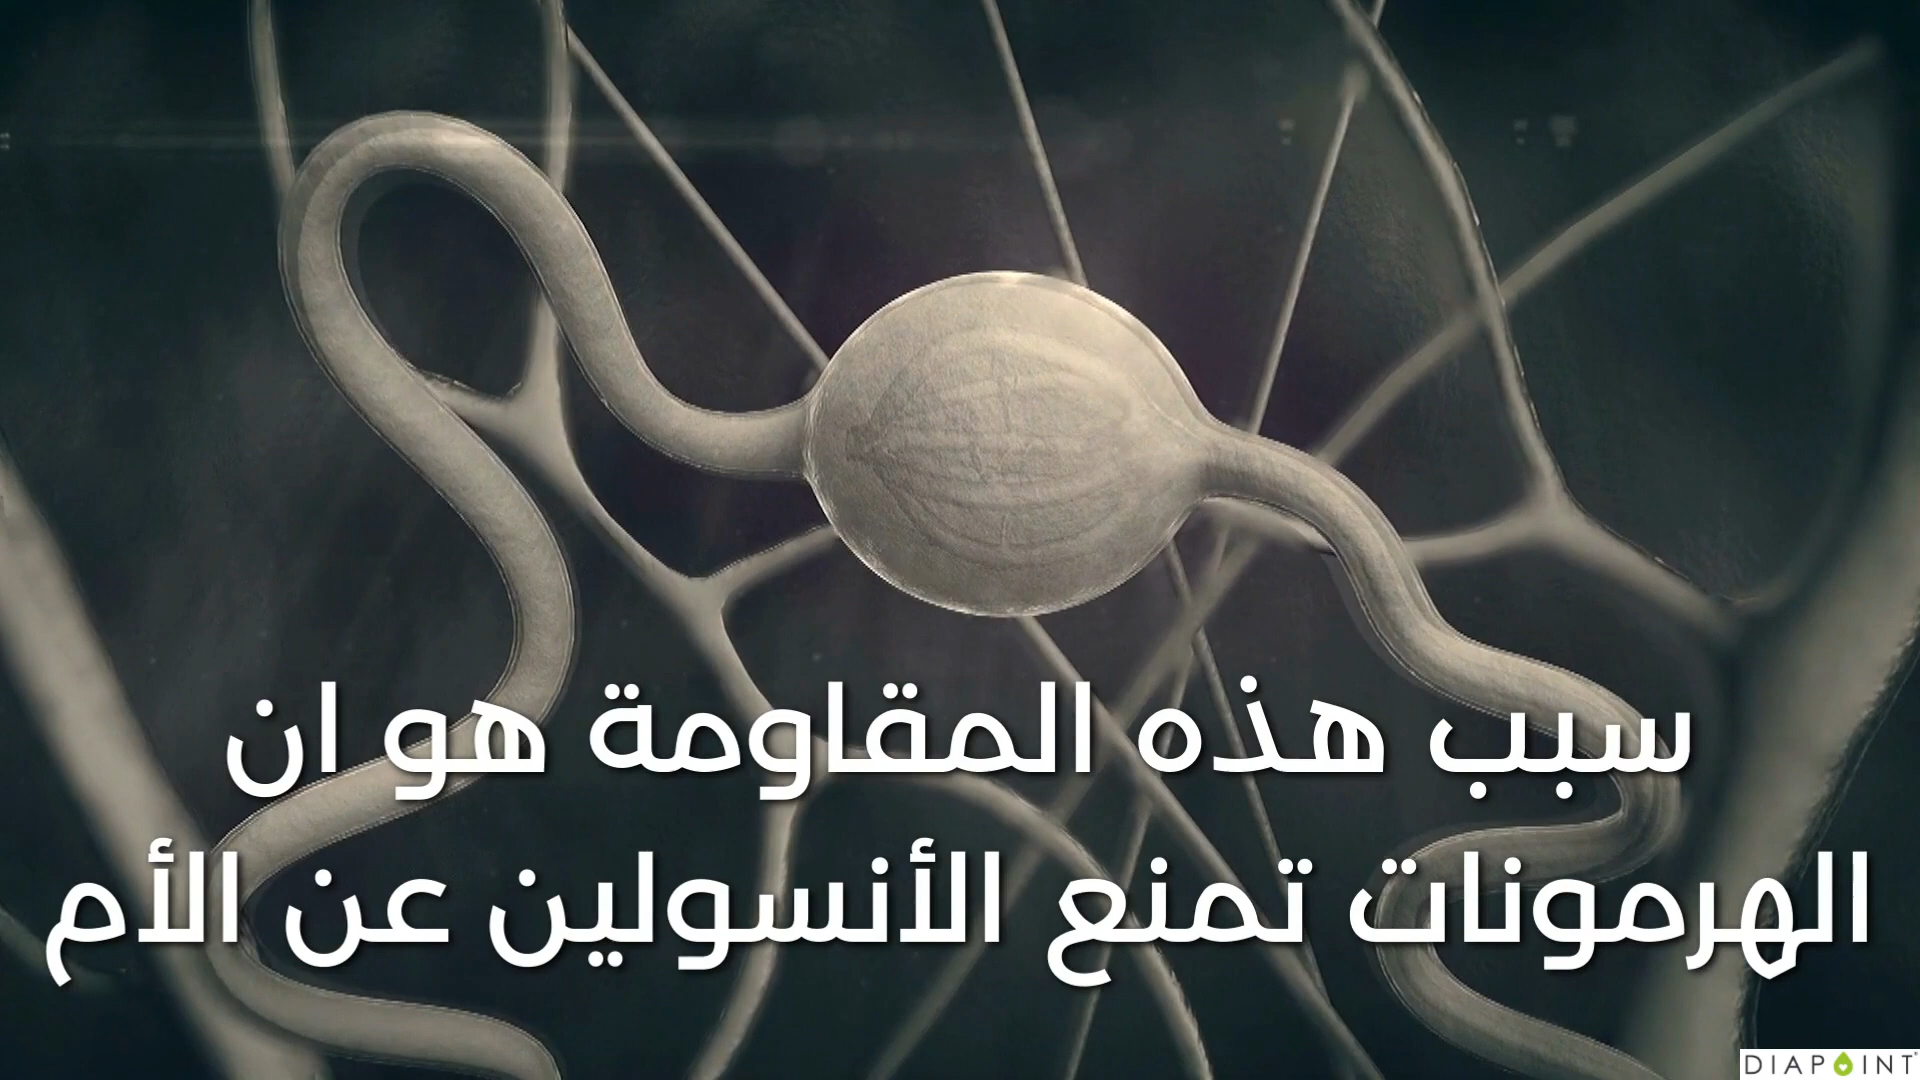 سبب هذه المقاومة هو ان
الهرمونات تمنع الأنسولين عن الأم
DIAPOINT